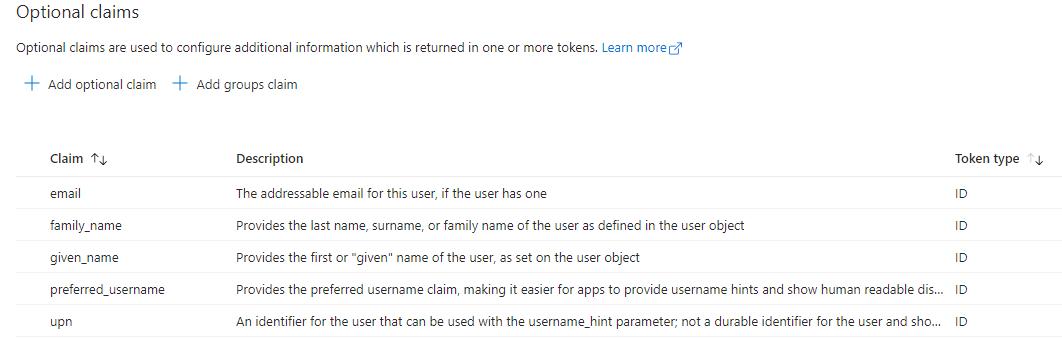 Optional claims
Optional claims are used to configure additional information which is returned in one or more tokens. Learn more
Add optional claim Add groups claim
Claim Description Token type
email The addressable email for this user, if the user has one ID
family_name Provides the last name, surname, or family name of the user as defined in the user object ID
given_name Provides the first or "given" name of the user, as set on the user object ID
preferred_username Provides the preferred username claim, making it easier for apps to provide username hints and show human readable dis... ID
upn An identifier for the user that can be used with the username_hint parameter; not a durable identifier for the user and sho... ID